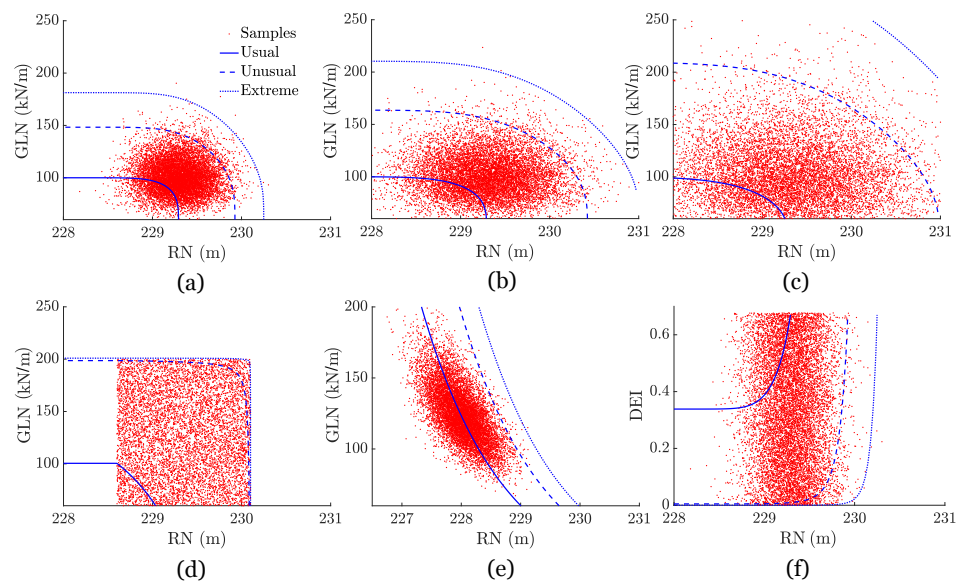 250
200
150
100
GLN (kN/m)
228
229
230
231
RN (m)
(a)
Samples
Usual
Unusual
Extreme
250
200
150
100
GLN (kN/m)
228
229
230
231
RN (m)
(b)
250
200
150
100
GLN (kN/m)
228
229
230
231
RN (m)
(c)
250
200
150
100
GLN (kN/m)
228
229
230
231
RN (m)
(d)
200
150
100
GLN (kN/m)
227
228
229
230
231
RN (m)
(e)
0.6
0.4
0.2
0
DEI
228
229
230
231
RN (m)
(f)